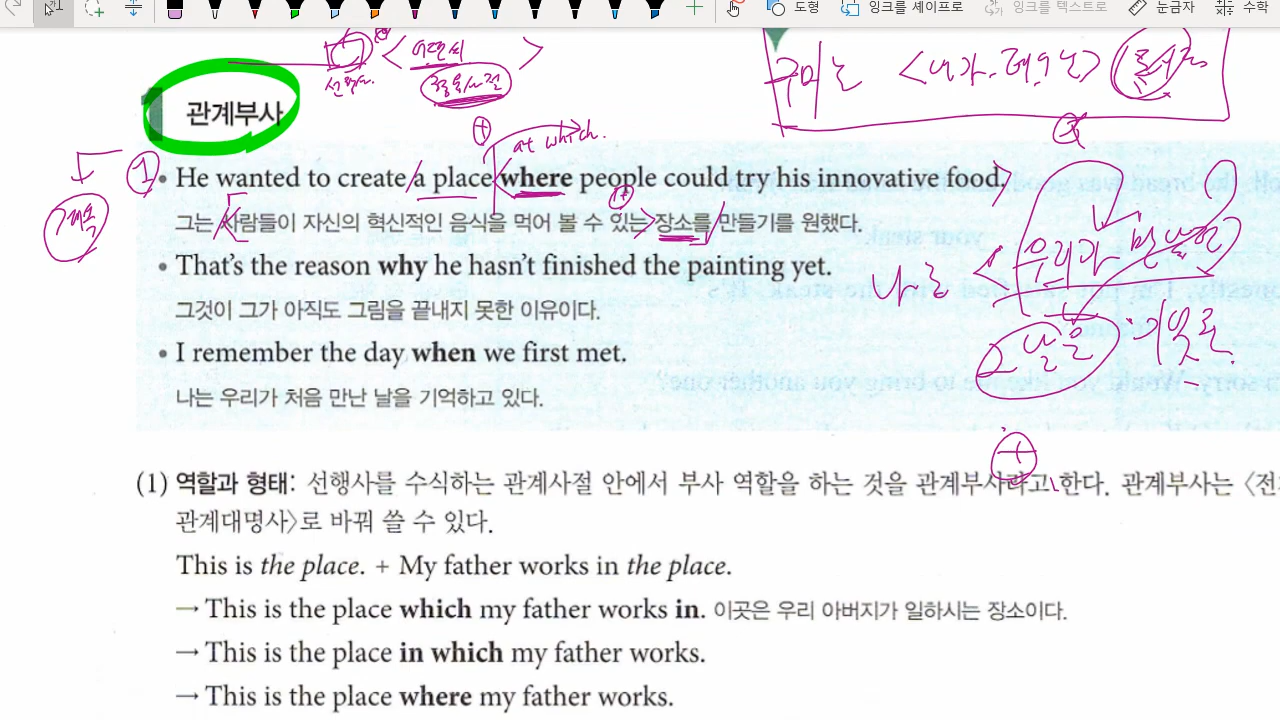 도형
잉크를 셰이프로
잉크를 텍스트로
눈금자
수학
선행사
형용사절
구미는 <내가
관계부사
at which.
①
• He wanted to create a place where people could try his innovative food.
그는 사람들이 자신의 혁신적인 음식을 먹어 볼 수 있는 장소를 만들기를 원했다.
계속
• That's the reason why he hasn't finished the painting yet.
그것이 그가 아직도 그림을 끝내지 못한 이유이다.
나는 < 우리가 만났던
그 날을
• I remember the day when we first met.
나는 우리가 처음 만난 날을 기억하고 있다.
(1) 역할과 형태: 선행사를 수식하는 관계사절 안에서 부사 역할을 하는 것을 관계부사라고 한다. 관계부사는 〈전치
관계대명사〉로 바꿔 쓸 수 있다.
This is the place. + My father works in the place.
→ This is the place which my father works in. 이곳은 우리 아버지가 일하시는 장소이다.
→ This is the place in which my father works.
→ This is the place where my father works.